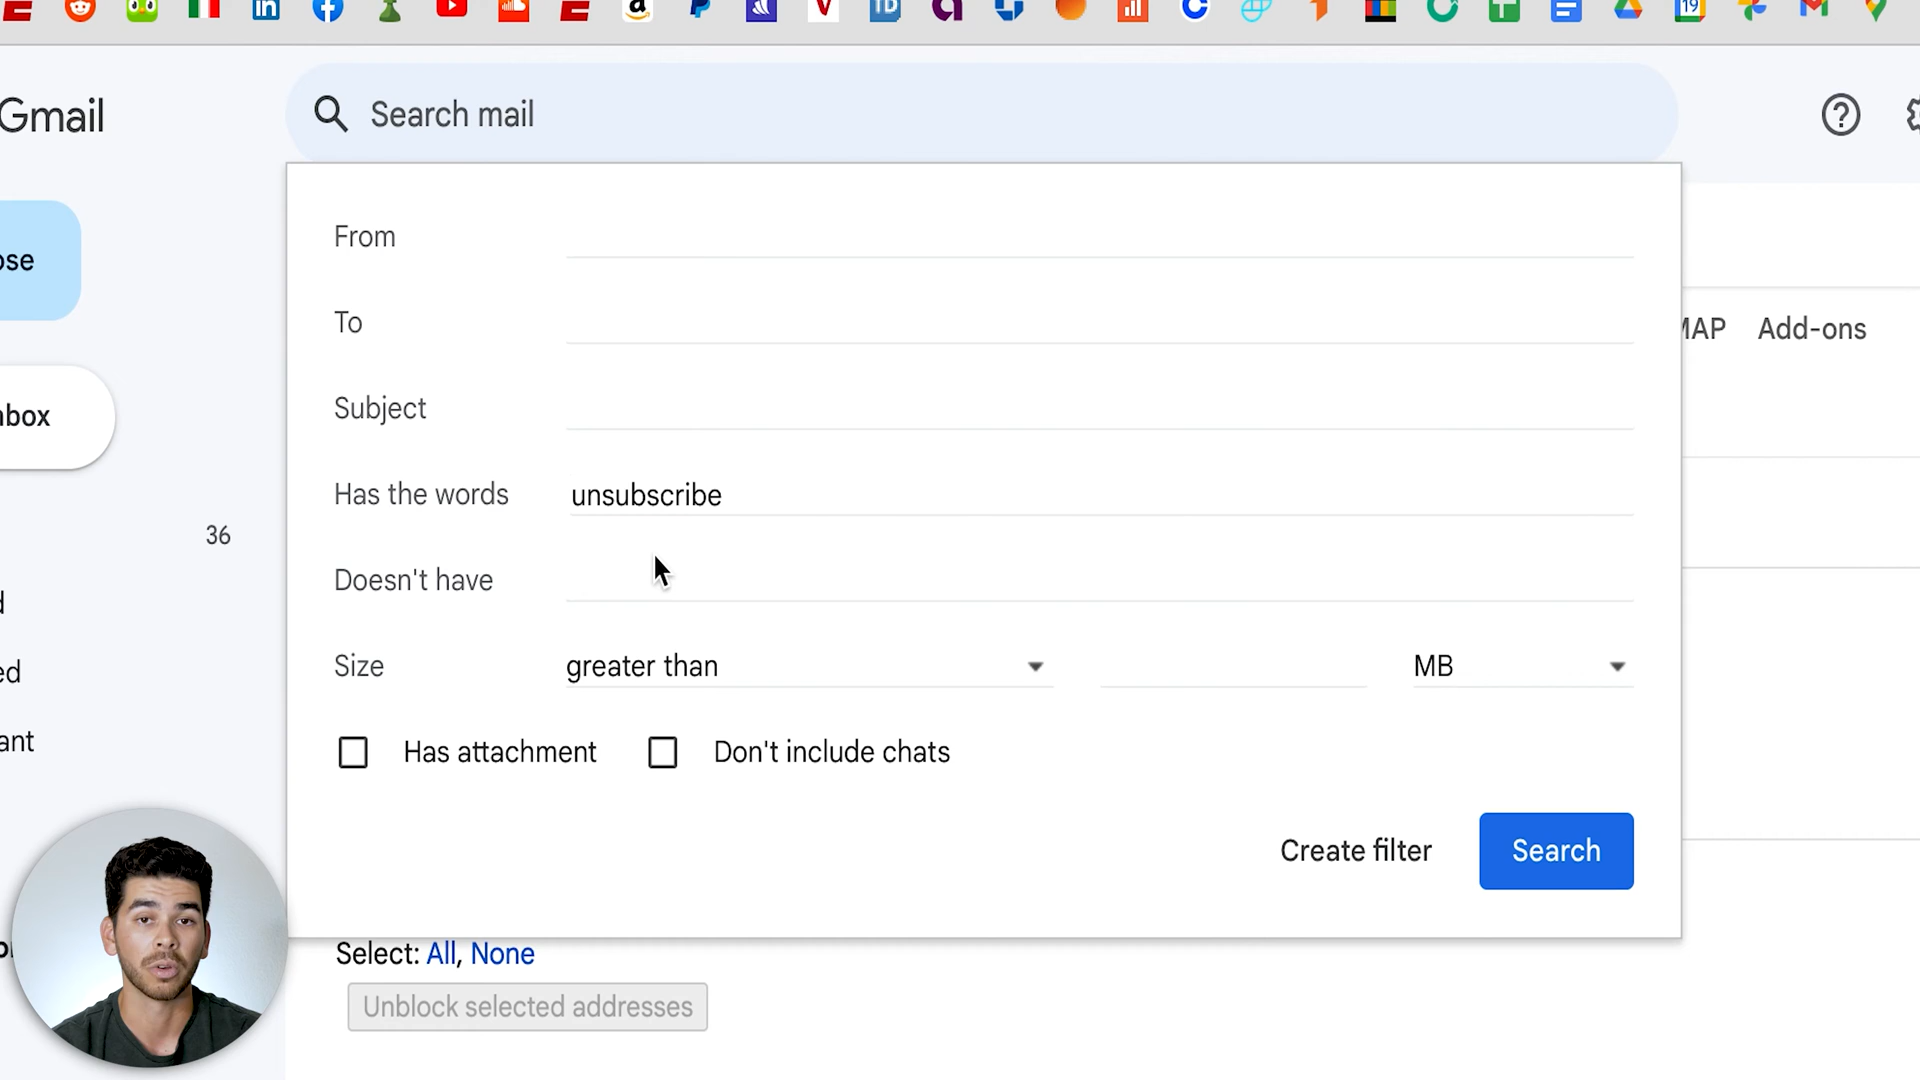 Gmail
Search mail
ose
From
To
MAP Add-ons
Subject
nbox
Has the words unsubscribe
36
Doesn't have
d
Size greater than MB
ed
ant
Has attachment Don't include chats
Create filter Search
Select: All, None
Unblock selected addresses